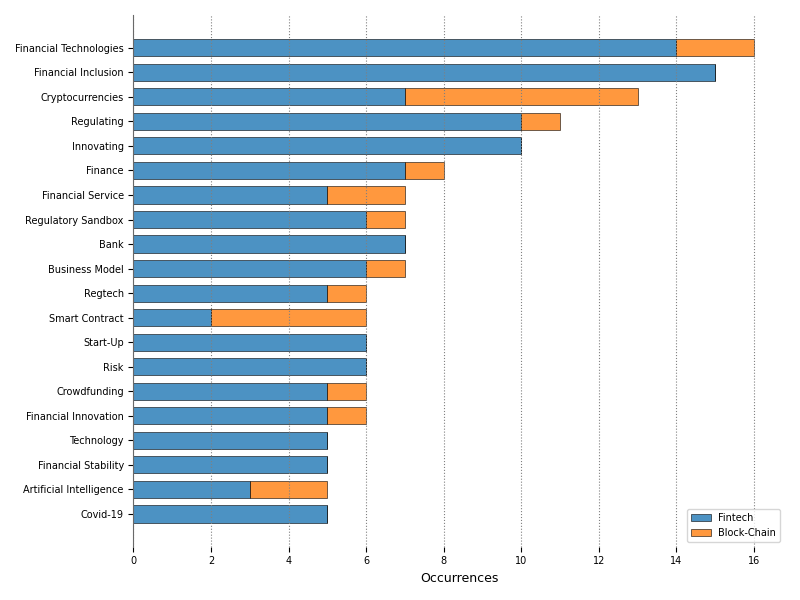 Financial Technologies
Financial Inclusion
Cryptocurrencies
Regulating
Innovating
Finance
Financial Service
Regulatory Sandbox
Bank
Business Model
Regtech
Smart Contract
Start-Up
Risk
Crowdfunding
Financial Innovation
Technology
Financial Stability
Artificial Intelligence
Covid-19
Fintech
Block-Chain
0 2 4 6 8 10 12 14 16
Occurrences